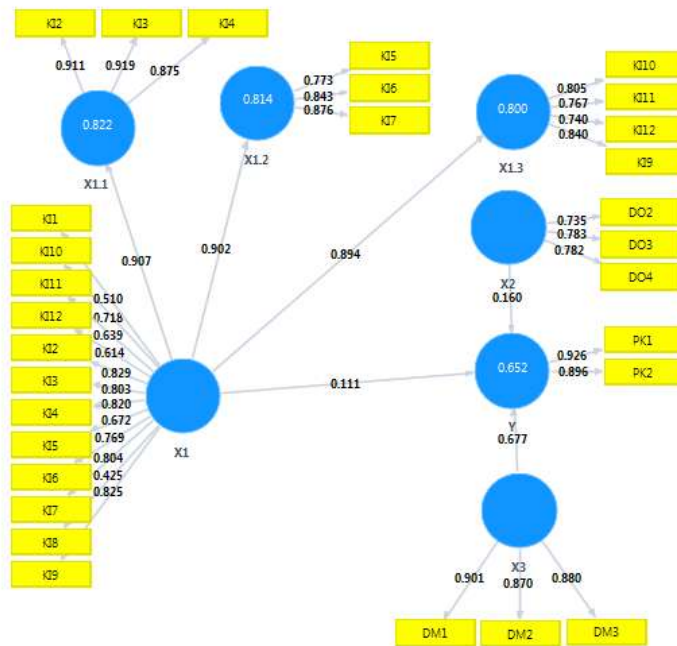 KI2 KI3 KI4
0.911 0.919 0.875
0.822
X1.1
0.814
X1.2
0.773 KI5
0.843 KI6
0.876 KI7
0.800
X1.3
0.805 KI10
0.767 KI11
0.740 KI12
0.840 KI9
X2
0.735 DO2
0.783 DO3
0.782 DO4
0.907
0.902
0.894
0.160
KI1 0.510
KI10 0.718
KI11 0.639
KI12 0.614
KI2 0.829
KI3 0.803
KI4 0.820
KI5 0.672
KI6 0.769
KI7 0.804
KI8 0.425
KI9 0.825
X1
0.111
0.652
Y
0.926 PK1
0.896 PK2
0.677
X3
0.901 0.870 0.880
DM1 DM2 DM3